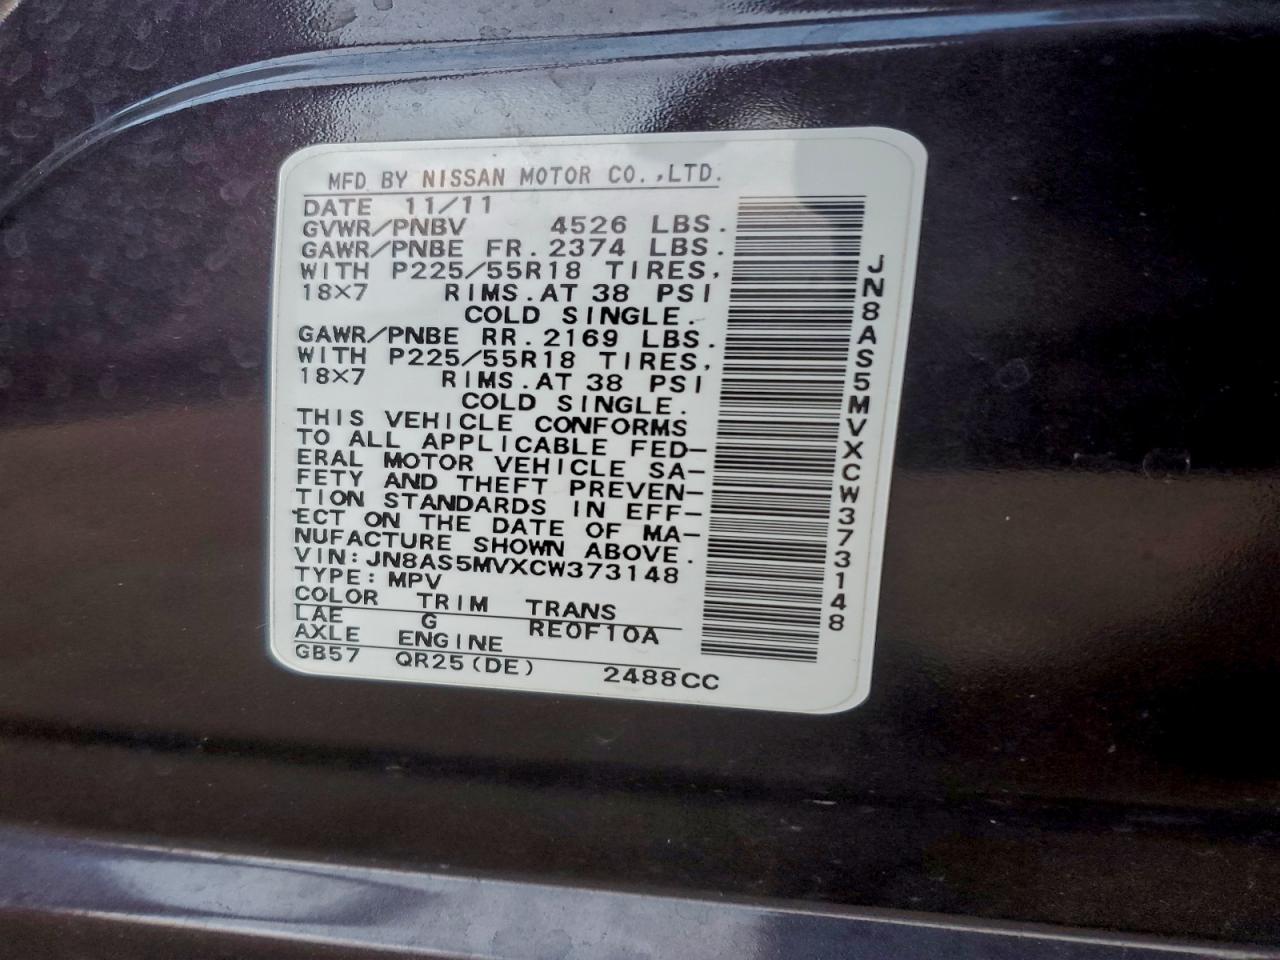 MFD. BY NISSAN MOTOR CO.,LTD.
DATE 11/11
GVWR/PNBV 4526 LBS.
GAWR/PNBE FR. 2374 LBS.
WITH P225/55R18 TIRES,
18×7 RIMS.AT 38 PSI
COLD SINGLE.
GAWR/PNBE RR. 2169 LBS.
WITH P225/55R18 TIRES,
18×7 RIMS.AT 38 PSI
COLD SINGLE.
THIS VEHICLE CONFORMS
TO ALL APPLICABLE FED-
ERAL MOTOR VEHICLE SA-
FETY AND THEFT PREVEN-
TION STANDARDS IN EFF-
ECT ON THE DATE OF MA-
NUFACTURE SHOWN ABOVE.
VIN:JN8AS5MVXCW373148
TYPE:MPV
COLOR TRIM TRANS
LAE G RE0F10A
AXLE ENGINE
GB57 QR25(DE) 2488CC
JN8AS5MVXCW373148